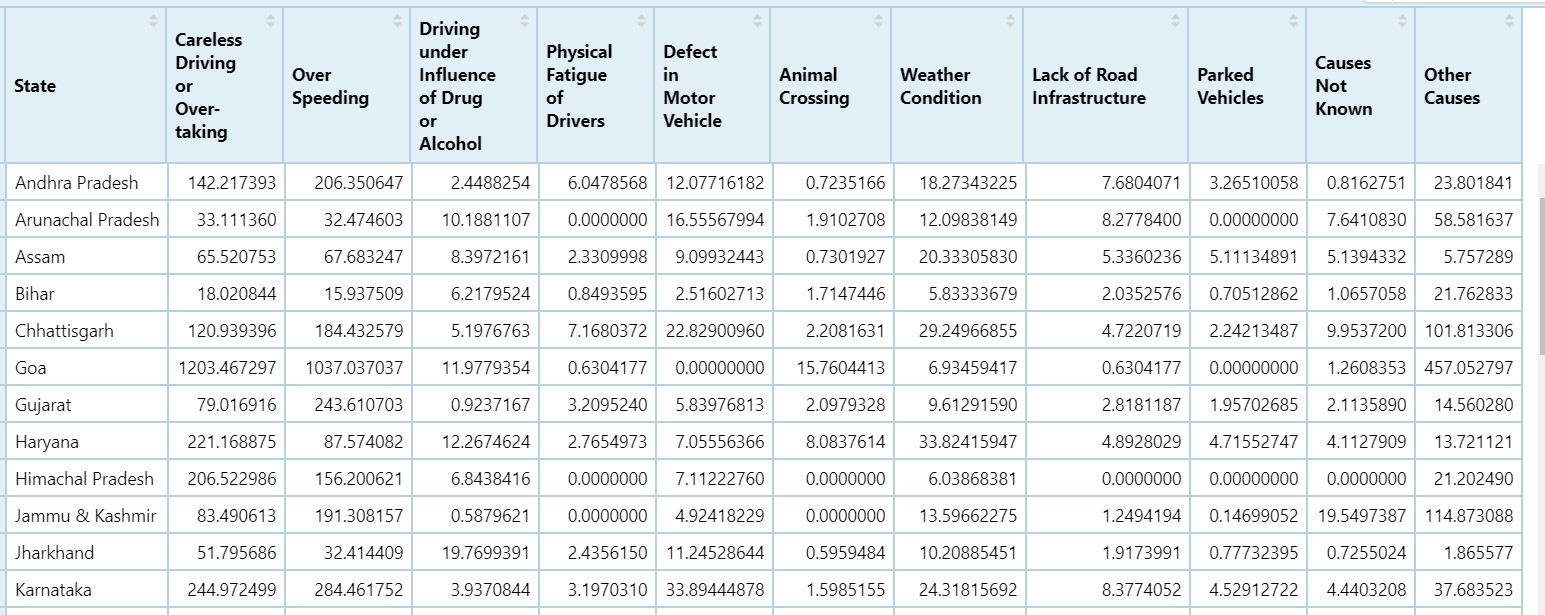 State Careless Driving or Over-taking Over Speeding Driving under Influence of Drug or Alcohol Physical Fatigue of Drivers Defect in Motor Vehicle Animal Crossing Weather Condition Lack of Road Infrastructure Parked Vehicles Causes Not Known Other Causes
Andhra Pradesh 142.217393 206.350647 2.4488254 6.0478568 12.07716182 0.7235166 18.27343225 7.6804071 3.26510058 0.8162751 23.801841
Arunachal Pradesh 33.111360 32.474603 10.1881107 0.0000000 16.55567994 1.9102708 12.09838149 8.2778400 0.00000000 7.6410830 58.581637
Assam 65.520753 67.683247 8.3972161 2.3309998 9.09932443 0.7301927 20.33305830 5.3360236 5.11134891 5.1394332 5.757289
Bihar 18.020844 15.937509 6.2179524 0.8493595 2.51602713 1.7147446 5.83333679 2.0352576 0.70512862 1.0657058 21.762833
Chhattisgarh 120.939396 184.432579 5.1976763 7.1680372 22.82900960 2.2081631 29.24966855 4.7220719 2.24213487 9.9537200 101.813306
Goa 1203.467297 1037.037037 11.9779354 0.6304177 0.00000000 15.7604413 6.93459417 0.6304177 0.00000000 1.2608353 457.052797
Gujarat 79.016916 243.610703 0.9237167 3.2095240 5.83976813 2.0979328 9.61291590 2.8181187 1.95702685 2.1135890 14.560280
Haryana 221.168875 87.574082 12.2674624 2.7654973 7.05556366 8.0837614 33.82415947 4.8928029 4.71552747 4.1127909 13.721121
Himachal Pradesh 206.522986 156.200621 6.8438416 0.0000000 7.11222760 0.0000000 6.03868381 0.0000000 0.00000000 0.0000000 21.202490
Jammu & Kashmir 83.490613 191.308157 0.5879621 0.0000000 4.92418229 0.0000000 13.59662275 1.2494194 0.14699052 19.5497387 114.873088
Jharkhand 51.795686 32.414409 19.7699391 2.4356150 11.24528644 0.5959484 10.20885451 1.9173991 0.77732395 0.7255024 1.865577
Karnataka 244.972499 284.461752 3.9370844 3.1970310 33.89444878 1.5985155 24.31815692 8.3774052 4.52912722 4.4403208 37.683523